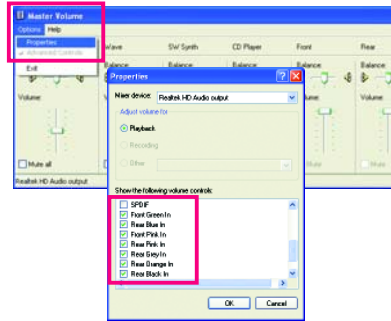 Master Volume
Options Help
Properties
Advanced Controls
Exit
Wave
SW Synth
CD Player
Front
Rear
Balance
Balance
Balance
Balance
Balance
Volume:
Volume:
Mute all
Mute
Mute
Realtek HD Audio output
Properties
Mixer device: Realtek HD Audio output
Adjust volume for
Playback
Recording
Other
Show the following volume controls:
SPDIF
Front Green In
Rear Blue In
Front Pink In
Rear Pink In
Rear Grey In
Rear Orange In
Rear Black In
OK Cancel